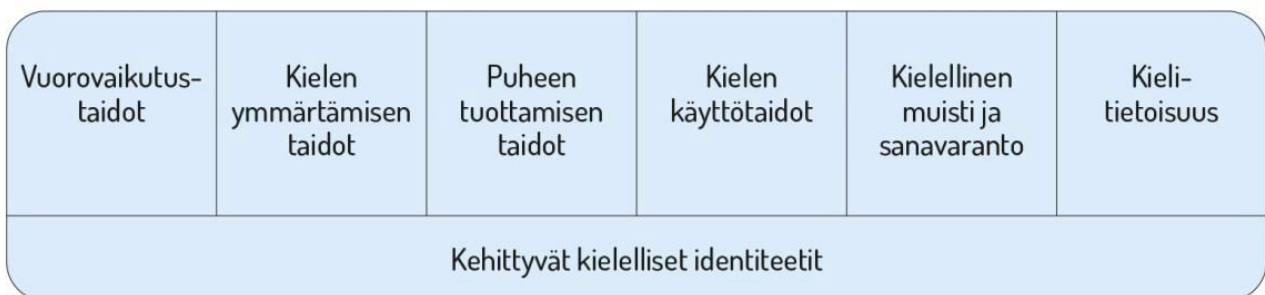 Vuorovaikutus-
taidot
Kielen
ymmärtämisen
taidot
Puheen
tuottamisen
taidot
Kielen
käyttötaidot
Kielellinen
muisti ja
sanavaranto
Kieli-
tietoisuus
Kehittyvät kielelliset identiteetit